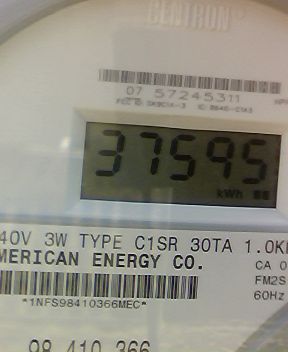 CENTRON
07 57245311
37595
kWh
40V 3W TYPE C1SR 30TA 1.0K
MERICAN ENERGY CO.
CA 0
FM2S
60Hz
*1NFS98410366MEC*
98 410 366